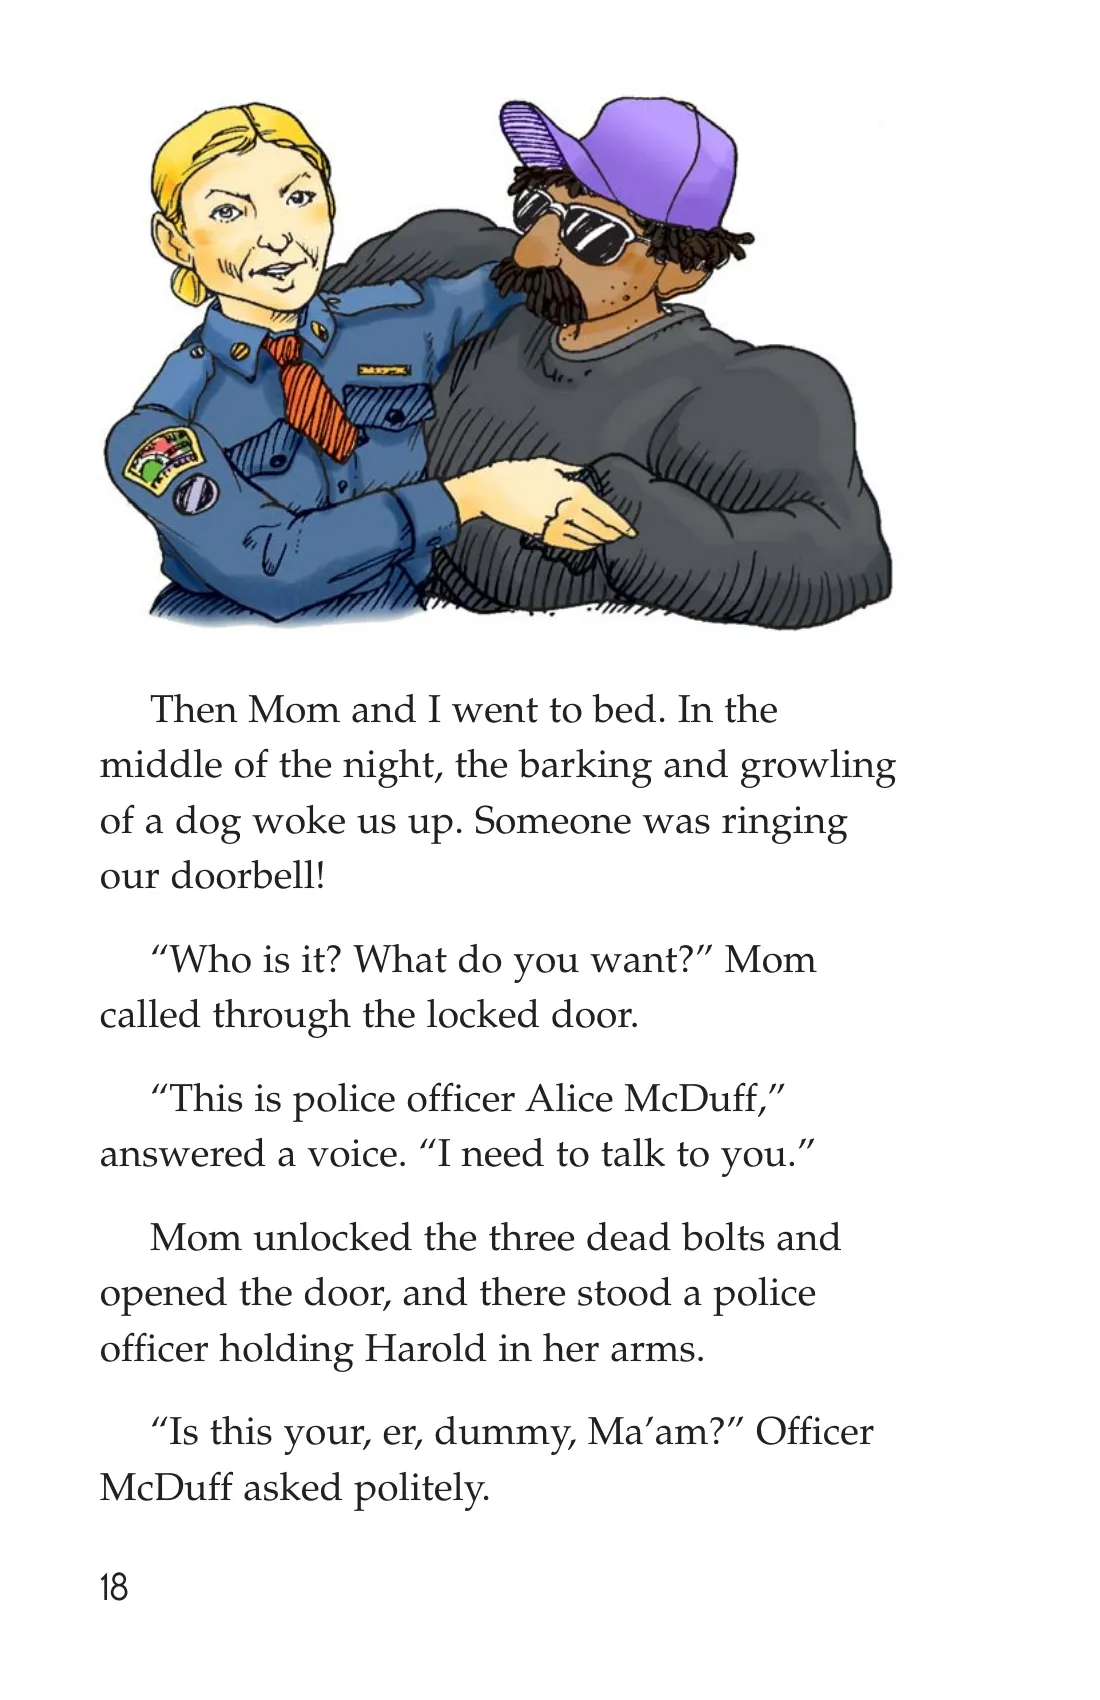 Then Mom and I went to bed. In the
middle of the night, the barking and growling
of a dog woke us up. Someone was ringing
our doorbell!
“Who is it? What do you want?” Mom
called through the locked door.
“This is police officer Alice McDuff,”
answered a voice. “I need to talk to you.”
Mom unlocked the three dead bolts and
opened the door, and there stood a police
officer holding Harold in her arms.
“Is this your, er, dummy, Ma’am?” Officer
McDuff asked politely.
18